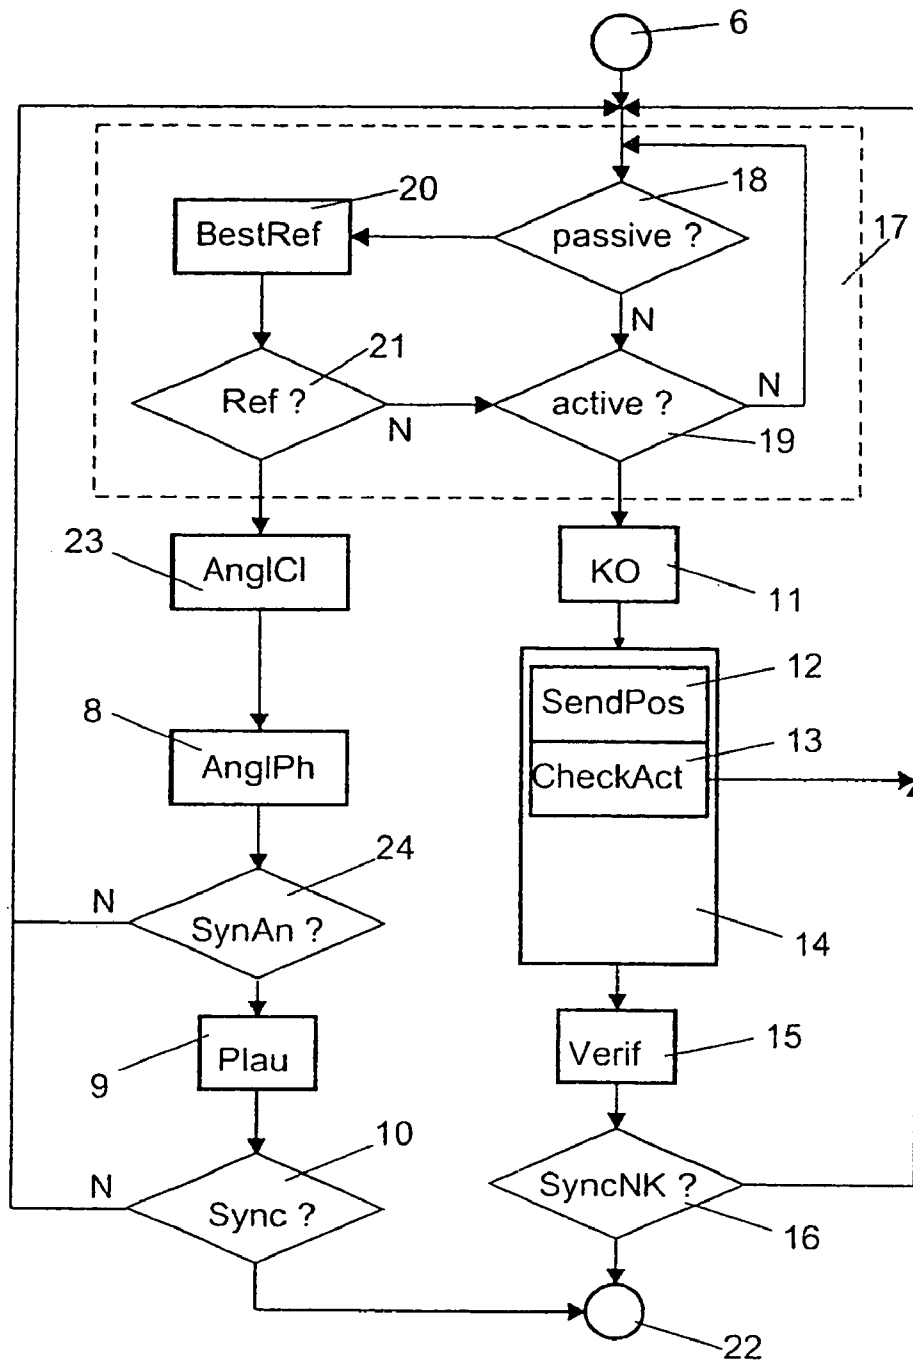 6
20
18
BestRef
passive ?
17
N
21
Ref ?
N
active ?
N
19
23
AnglCl
KO
11
12
SendPos
8
13
AnglPh
CheckAct
24
N
SynAn ?
14
15
Plau
Verif
9
10
N
Sync ?
SyncNK ?
16
22